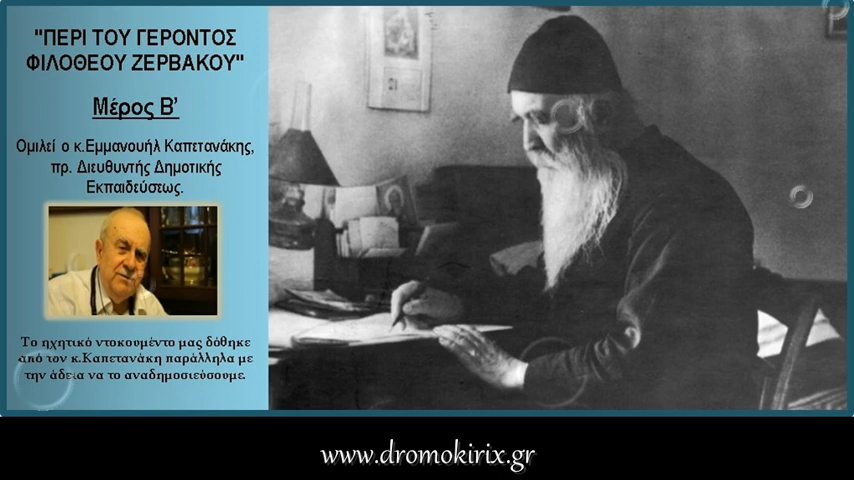 "ΠΕΡΙ ΤΟΥ ΓΕΡΟΝΤΟΣ
ΦΙΛΟΘΕΟΥ ΖΕΡΒΑΚΟΥ"
Μέρος Β’
Ομιλεί ο κ.Εμμανουήλ Καπετανάκης,
πρ. Διευθυντής Δημοτικής
Εκπαιδεύσεως.
Το ηχητικό ντοκουμέντο μας δόθηκε
από τον κ.Καπετανάκη παράλληλα με
την άδεια να το αναδημοσιεύσουμε.
21
www.dromokirix.gr